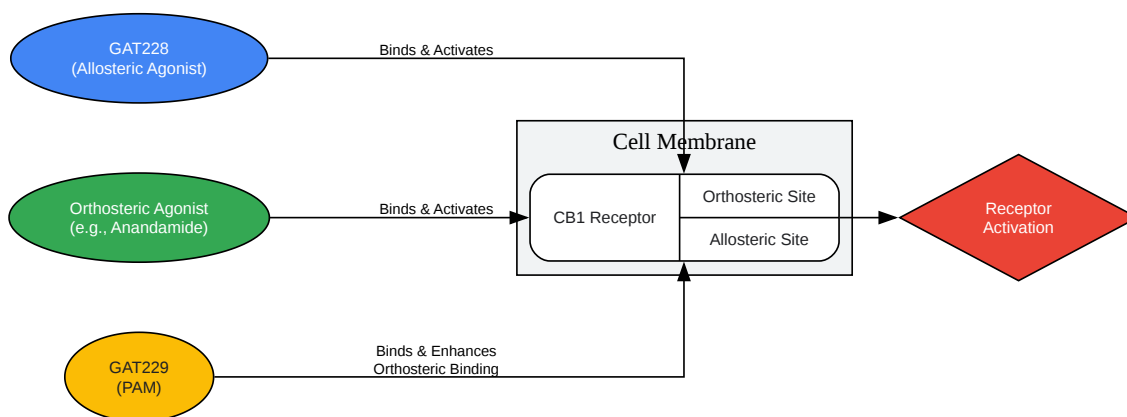 GAT228
(Allosteric Agonist)
Binds & Activates
Cell Membrane
Orthosteric Agonist
(e.g., Anandamide)
Binds & Activates
CB1 Receptor
Orthosteric Site
Allosteric Site
Receptor
Activation
GAT229
(PAM)
Binds & Enhances
Orthosteric Binding